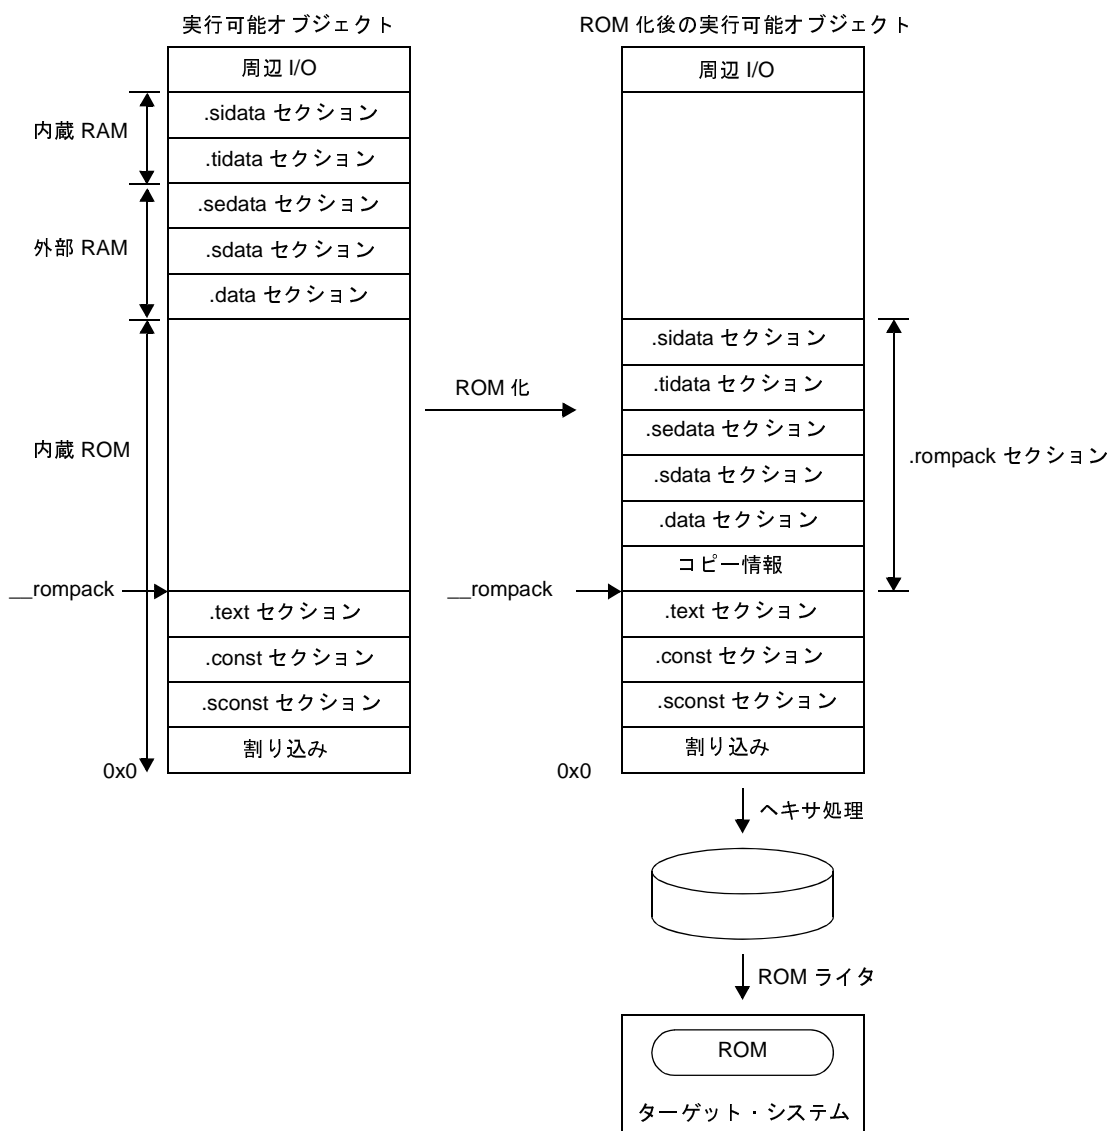 実行可能オブジェクト
周辺 I/O
.sidata セクション
内蔵 RAM
.tidata セクション
.sedata セクション
外部 RAM
.sdata セクション
.data セクション
内蔵 ROM
__rompack
.text セクション
.const セクション
.sconst セクション
割り込み
0x0
ROM 化
ROM 化後の実行可能オブジェクト
周辺 I/O
.sidata セクション
.tidata セクション
.sedata セクション
.rompack セクション
.sdata セクション
.data セクション
コピー情報
__rompack
.text セクション
.const セクション
.sconst セクション
割り込み
0x0
ヘキサ処理
ROM ライタ
ROM
ターゲット・システム